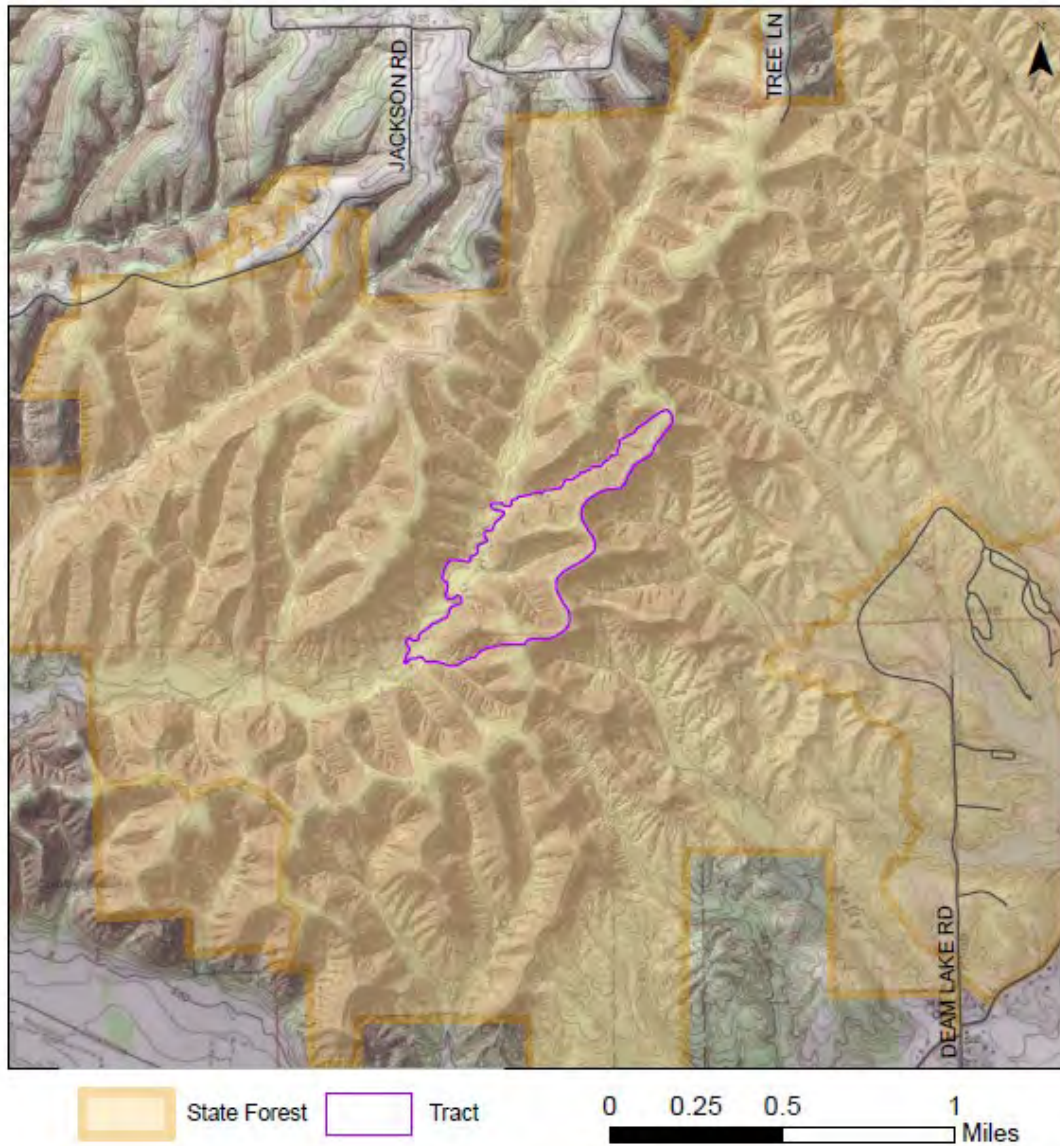 N
JACKSON RD
TREE LN
DEAM LAKE RD
State Forest
Tract
0 0.25 0.5 1
Miles